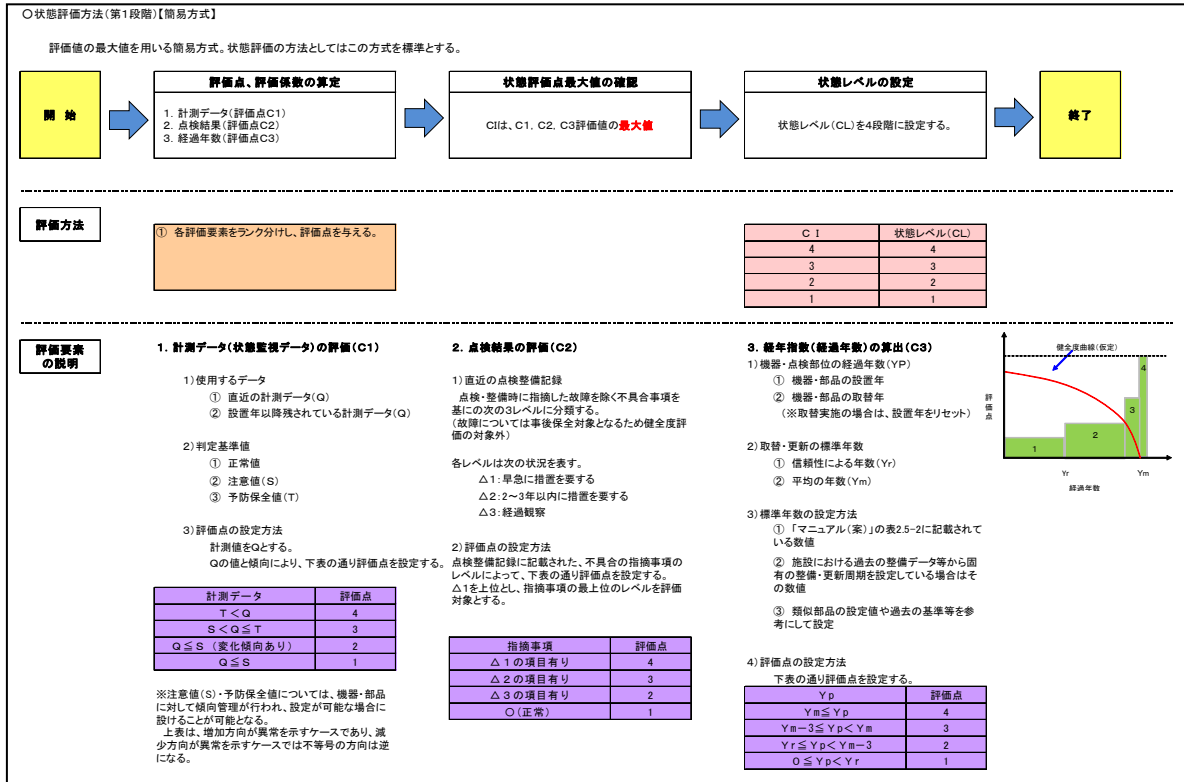 〇状態評価方法(第1段階)【簡易方式】
評価値の最大値を用いる簡易方式。状態評価の方法としてはこの方式を標準とする。
開 始
評価点、評価係数の算定
1. 計測データ(評価点C1)
2. 点検結果(評価点C2)
3. 経過年数(評価点C3)
状態評価点最大値の確認
CIは、C1, C2, C3評価値の最大値
状態レベルの設定
状態レベル(CL)を4段階に設定する。
終了
評価方法
① 各評価要素をランク分けし、評価点を与える。
C I 状態レベル(CL)
4 4
3 3
2 2
1 1
評価要素
の説明
1. 計測データ(状態監視データ)の評価(C1)
1)使用するデータ
① 直近の計測データ(Q)
② 設置年以降残されている計測データ(Q)
2)判定基準値
① 正常値
② 注意値(S)
③ 予防保全値(T)
3)評価点の設定方法
計測値をQとする。
Qの値と傾向により、下表の通り評価点を設定する。
計測データ 評価点
T<Q 4
S<Q≦T 3
Q≦S (変化傾向あり) 2
Q≦S 1
※注意値(S)・予防保全値については、機器・部品
に対して傾向管理が行われ、設定が可能な場合に
設けることが可能となる。
上表は、増加方向が異常を示すケースであり、減
少方向が異常を示すケースでは不等号の方向は逆
になる。
2. 点検結果の評価(C2)
1)直近の点検整備記録
点検・整備時に指摘した故障を除く不具合事項を
基にの次の3レベルに分類する。
(故障については事後保全対象となるため健全度評
価の対象外)
各レベルは次の状況を表す。
△1:早急に措置を要する
△2:2~3年以内に措置を要する
△3:経過観察
2)評価点の設定方法
点検整備記録に記載された、不具合の指摘事項の
レベルによって、下表の通り評価点を設定する。
△1を上位とし、指摘事項の最上位のレベルを評価
対象とする。
指摘事項 評価点
△1の項目有り 4
△2の項目有り 3
△3の項目有り 2
〇(正常) 1
3. 経年指数(経過年数)の算出(C3)
1)機器・点検部位の経過年数(YP)
① 機器・部品の設置年
② 機器・部品の取替年
(※取替実施の場合は、設置年をリセット)
2)取替・更新の標準年数
① 信頼性による年数(Yr)
② 平均の年数(Ym)
3)標準年数の設定方法
① 「マニュアル(案)」の表2.5-2に記載されて
いる数値
② 施設における過去の整備データ等から固
有の整備・更新周期を設定している場合はそ
の数値
③ 類似部品の設定値や過去の基準等を参
考にして設定
4)評価点の設定方法
下表の通り評価点を設定する。
Yp 評価点
Ym≦Yp 4
Ym-3≦Yp<Ym 3
Yr≦Yp<Ym-3 2
0≦Yp<Yr 1
健全度曲線(仮定)
評価点
1
2
3
4
Yr
Ym
経過年数